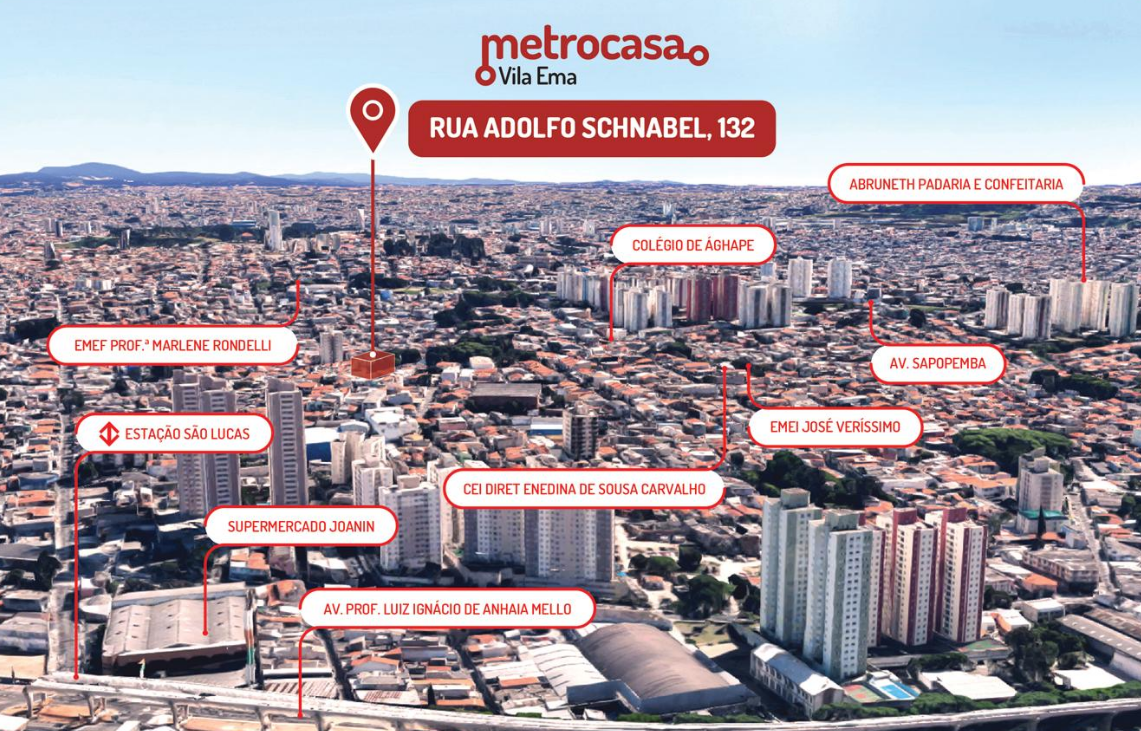 metrocasa
Vila Ema
RUA ADOLFO SCHNABEL, 132
ABRUNETH PADARIA E CONFEITARIA
COLÉGIO DE ÁGHAPE
EMEF PROF.ª MARLENE RONDELLI
AV. SAPOPEMBA
ESTAÇÃO SÃO LUCAS
EMEI JOSÉ VERÍSSIMO
CEI DIRET ENEDINA DE SOUSA CARVALHO
SUPERMERCADO JOANIN
AV. PROF. LUIZ IGNÁCIO DE ANHAIA MELLO